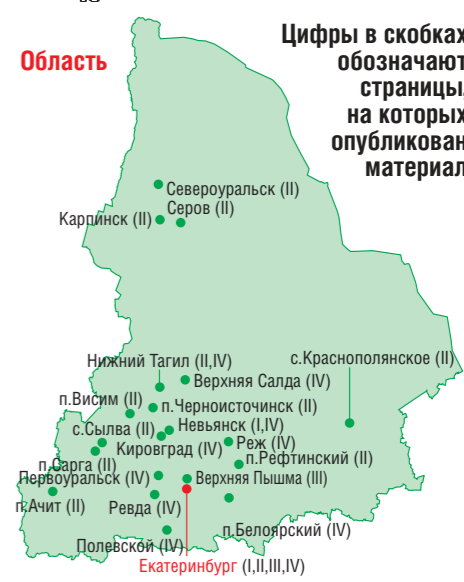 Цифры в скобках
Область
обозначают
страницы,
на которых
опубликован
материал
Североуральск (II)
Серов (II)
Карпинск (II)
Нижний Тагил (II,IV)
с.Краснополянское (II)
Верхняя Салда (IV)
п.Висим (II)
п.Черноисточинск (II)
с.Сылва (II)
Невьянск (I,IV)
Кировград (IV)
Реж (IV)
п.Сарга (II)
п.Рефтинский (II)
Первоуральск (IV)
Верхняя Пышма (III)
п.Ачит (II)
Ревда (IV)
п.Белоярский (IV)
Полевской (IV)
Екатеринбург (I,II,III,IV)